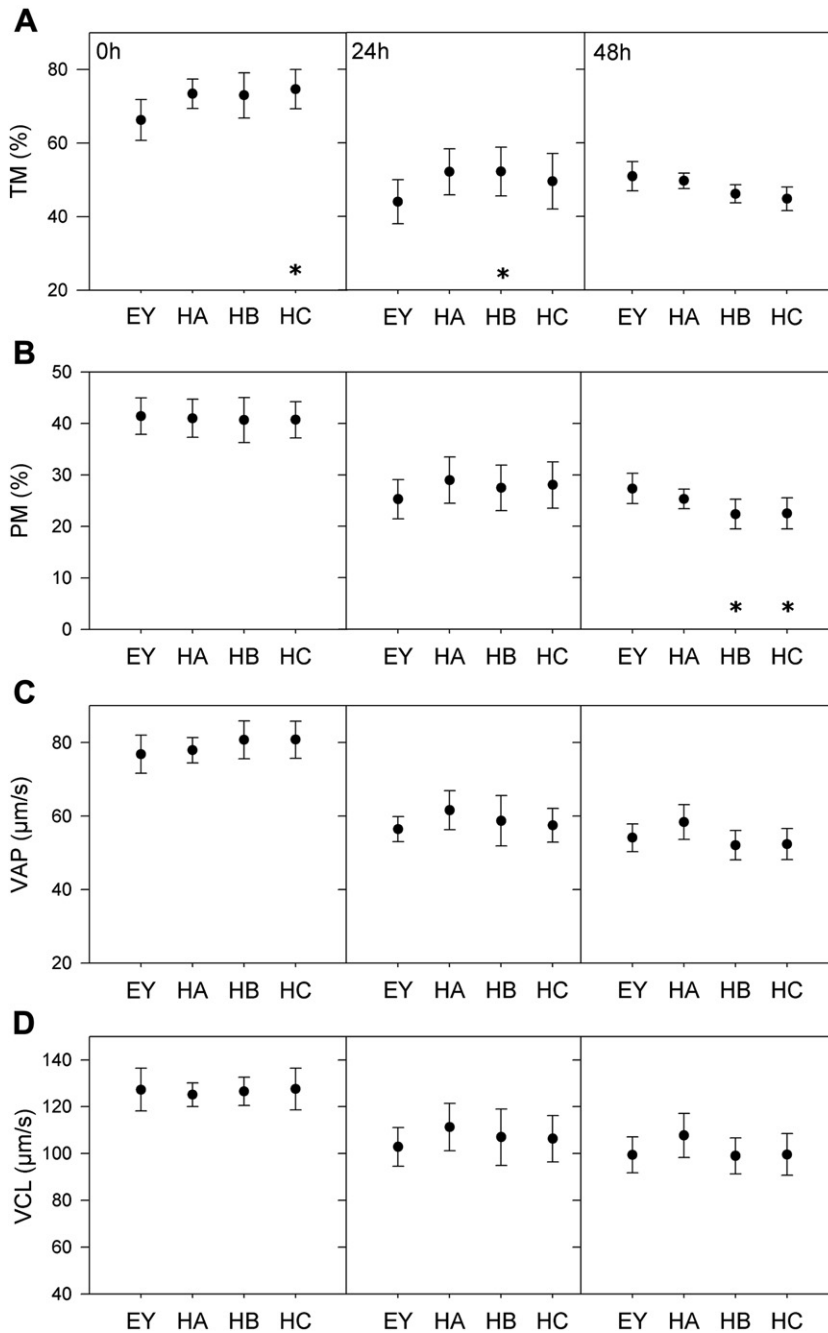 A
0h 24h 48h
80
60
40
20
TM (%)
* *
EY HA HB HC EY HA HB HC EY HA HB HC
B
50
40
30
20
10
0
PM (%)
* *
EY HA HB HC EY HA HB HC EY HA HB HC
C
80
60
40
20
VAP (µm/s)
EY HA HB HC EY HA HB HC EY HA HB HC
D
140
120
100
80
60
40
VCL (µm/s)
EY HA HB HC EY HA HB HC EY HA HB HC